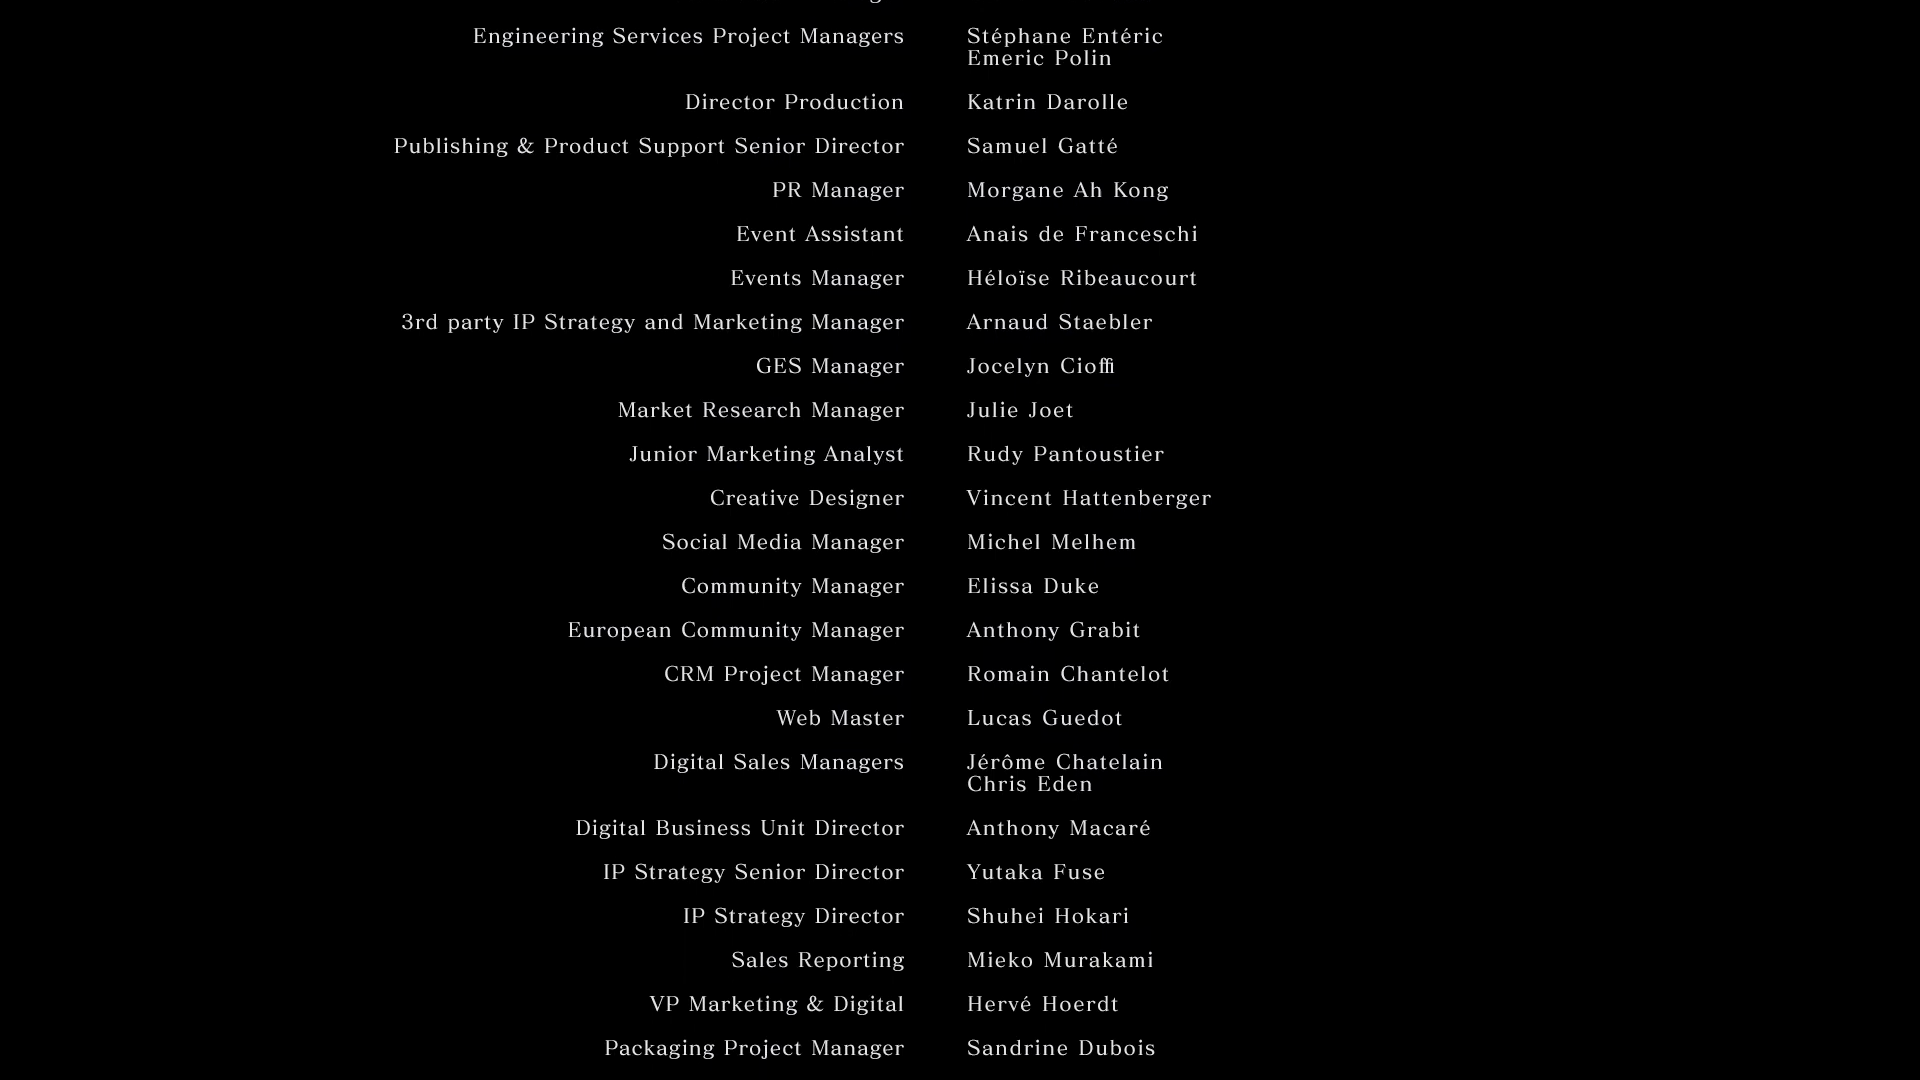 Engineering Services Project Managers Stéphane Entéric
Emeric Polin
Director Production Katrin Darolle
Publishing & Product Support Senior Director Samuel Gatté
PR Manager Morgane Ah Kong
Event Assistant Anais de Franceschi
Events Manager Héloïse Ribeaucourt
3rd party IP Strategy and Marketing Manager Arnaud Staebler
GES Manager Jocelyn Cioffi
Market Research Manager Julie Joet
Junior Marketing Analyst Rudy Pantoustier
Creative Designer Vincent Hattenberger
Social Media Manager Michel Melhem
Community Manager Elissa Duke
European Community Manager Anthony Grabit
CRM Project Manager Romain Chantelot
Web Master Lucas Guedot
Digital Sales Managers Jérôme Chatelain
Chris Eden
Digital Business Unit Director Anthony Macaré
IP Strategy Senior Director Yutaka Fuse
IP Strategy Director Shuhei Hokari
Sales Reporting Mieko Murakami
VP Marketing & Digital Hervé Hoerdt
Packaging Project Manager Sandrine Dubois